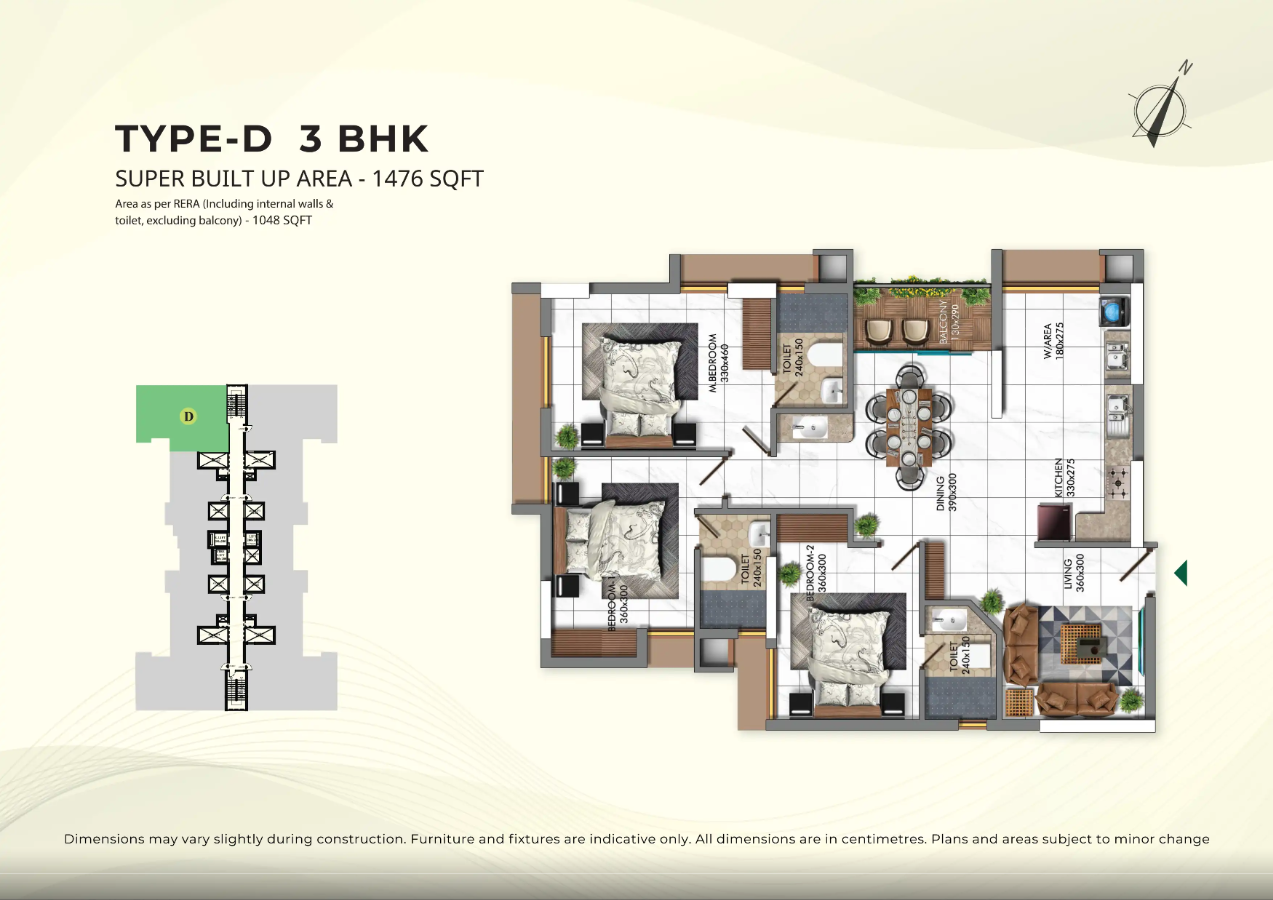 N
TYPE-D 3 BHK
SUPER BUILT UP AREA - 1476 SQFT
Area as per RERA (Including internal walls &
toilet, excluding balcony) - 1048 SQFT
M.BEDROOM
330x460
TOILET
240x150
BALCONY
130x290
W/AREA
180x275
D
DINING
390x300
KITCHEN
330x275
BEDROOM-1
360x300
TOILET
240x150
BEDROOM-2
360x300
LIVING
360x300
TOILET
240x150
Dimensions may vary slightly during construction. Furniture and fixtures are indicative only. All dimensions are in centimetres. Plans and areas subject to minor change